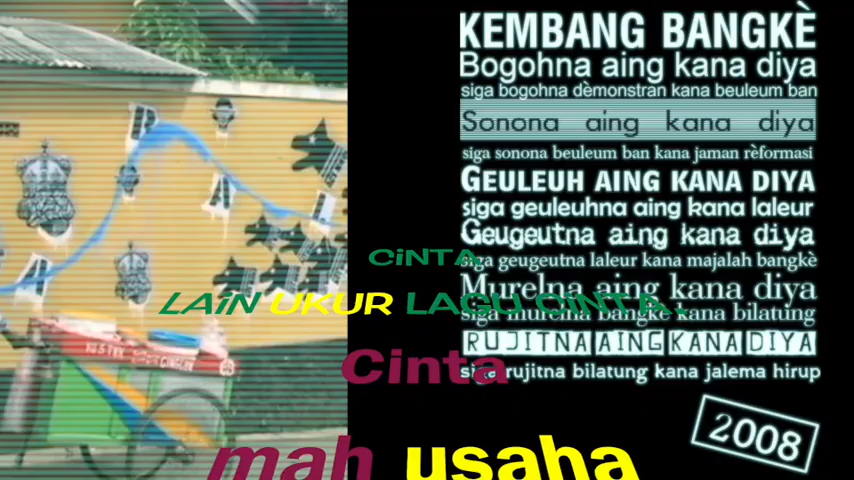 KEMBANG BANGKÈ
Bogohna aing kana diya
siga bogohna dèmonstran kana beuleum ban
Sonona aing kana diya
siga sonona beuleum ban kana jaman rèformasi
GEULEUH AING KANA DIYA
siga geuleuhna aing kana laleur
Geugeutna aing kana diya
siga geugeutna laleur kana majalah bangkè
Murelna aing kana diya
siga murelna bangkè kana bilatung
RUJITNA AING KANA DIYA
siga rujitna bilatung kana jalema hirup
2008
CiNTA
LAiN UKUR LAGU CiNTA..
Cinta
mah usaha